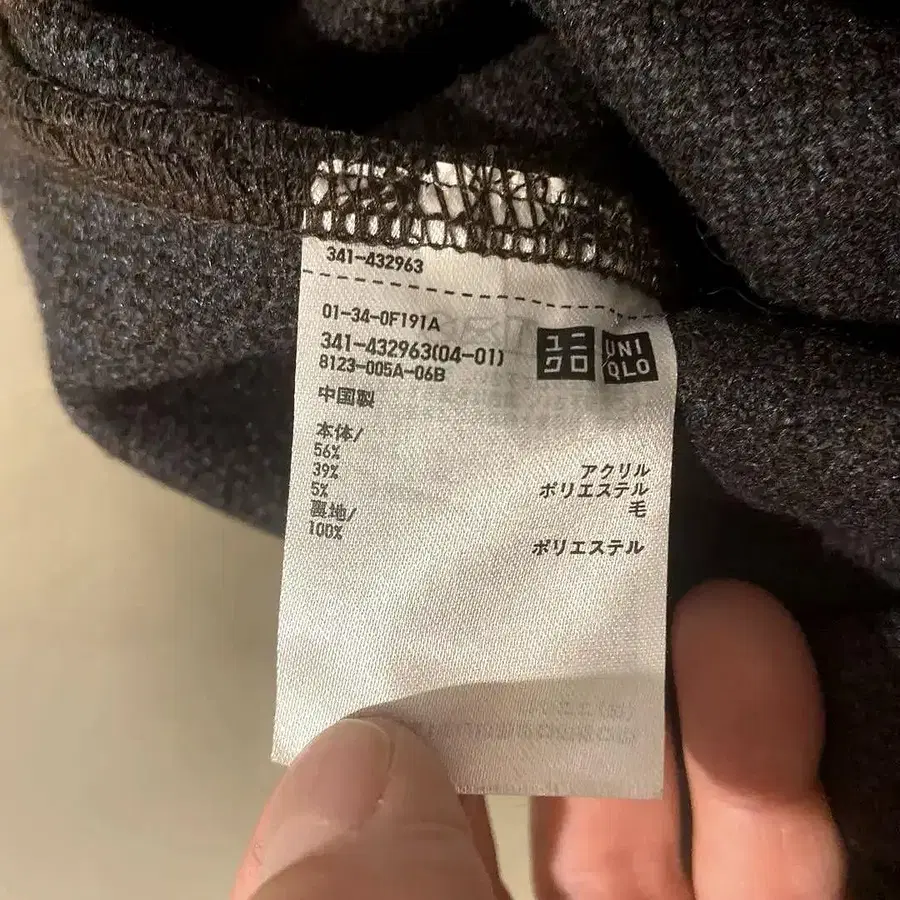 341-432963
01-34-0F191A
341-432963(04-01)
8123-005A-06B
ユニクロ
UNIQLO
中国製
本体/
56% アクリル
39% ポリエステル
5% 毛
裏地/
100% ポリエステル